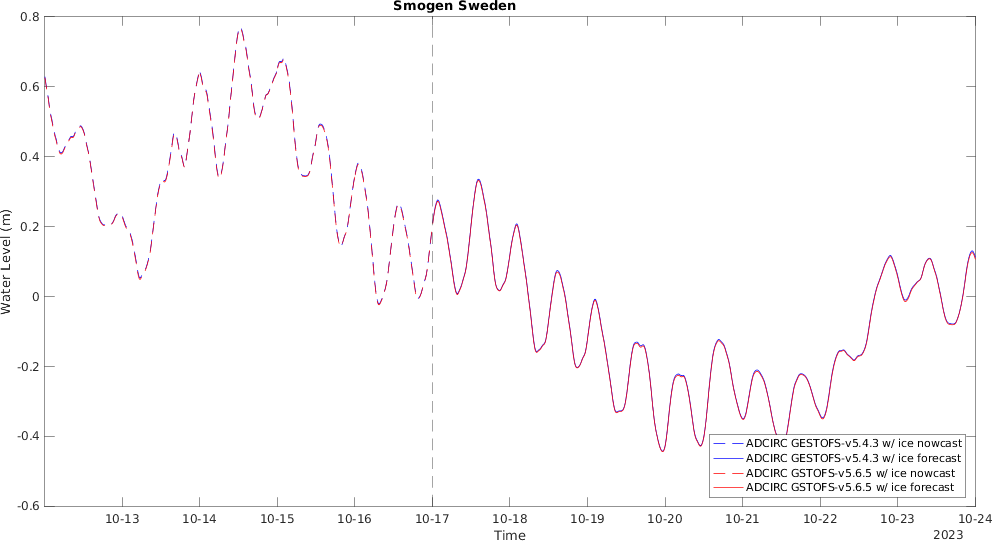 Smogen Sweden
0.8
0.6
0.4
0.2
0
-0.2
-0.4
-0.6
Water Level (m)
ADCIRC GESTOFS-v5.4.3 w/ ice nowcast
ADCIRC GESTOFS-v5.4.3 w/ ice forecast
ADCIRC GSTOFS-v5.6.5 w/ ice nowcast
ADCIRC GSTOFS-v5.6.5 w/ ice forecast
10-13 10-14 10-15 10-16 10-17 10-18 10-19 10-20 10-21 10-22 10-23 10-24
Time
2023